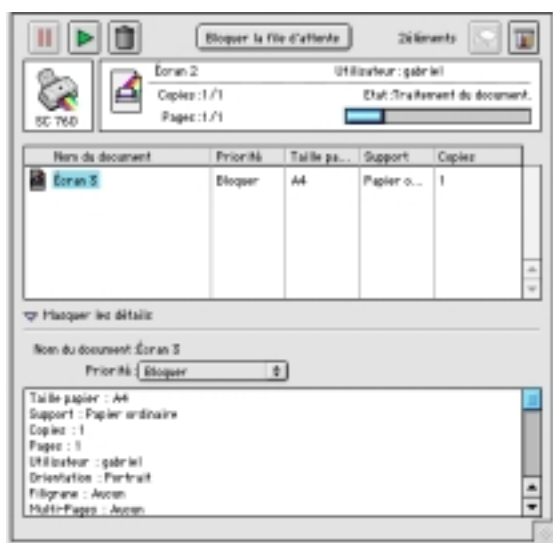 Bloquer la file d'attente
2 éléments
SC 760
Écran 2
Utilisateur : gabriel
Copies : 1/1
Etat : Traitement du document.
Pages : 1/1
Nom du document Priorité Taille pa... Support Copies
Écran 3 Bloquer A4 Papier o... 1
Masquer les détails
Nom du document : Écran 3
Priorité : Bloquer
Taille papier : A4
Support : Papier ordinaire
Copies : 1
Pages : 1
Utilisateur : gabriel
Orientation : Portrait
Filigrane : Aucun
Multi-Pages : Aucun